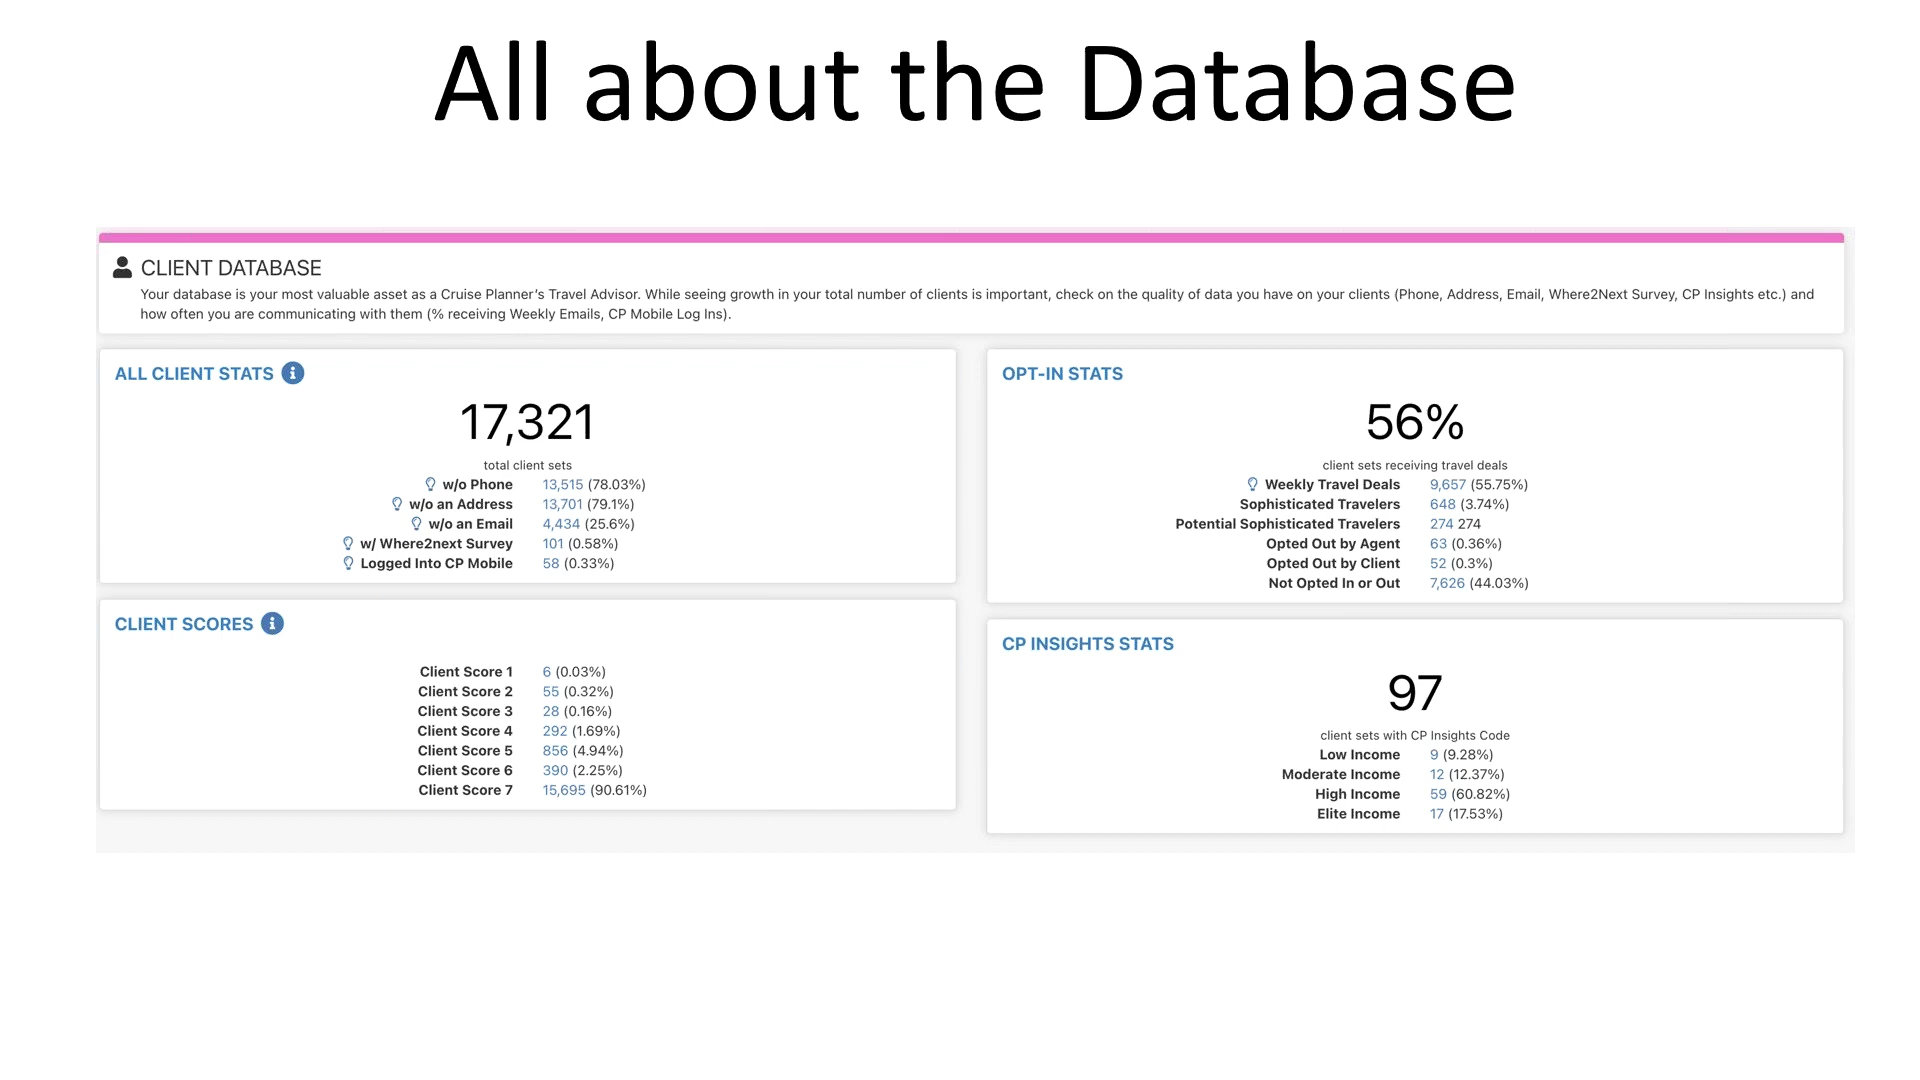 All about the Database
CLIENT DATABASE
Your database is your most valuable asset as a Cruise Planner's Travel Advisor. While seeing growth in your total number of clients is important, check on the quality of data you have on your clients (Phone, Address, Email, Where2Next Survey, CP Insights etc.) and
how often you are communicating with them (% receiving Weekly Emails, CP Mobile Log Ins).
ALL CLIENT STATS
17,321
total client sets
w/o Phone 13,515 (78.03%)
w/o an Address 13,701 (79.1%)
w/o an Email 4,434 (25.6%)
w/ Where2next Survey 101 (0.58%)
Logged Into CP Mobile 58 (0.33%)
CLIENT SCORES
Client Score 1 6 (0.03%)
Client Score 2 55 (0.32%)
Client Score 3 28 (0.16%)
Client Score 4 292 (1.69%)
Client Score 5 856 (4.94%)
Client Score 6 390 (2.25%)
Client Score 7 15,695 (90.61%)
OPT-IN STATS
56%
client sets receiving travel deals
Weekly Travel Deals 9,657 (55.75%)
Sophisticated Travelers 648 (3.74%)
Potential Sophisticated Travelers 274 274
Opted Out by Agent 63 (0.36%)
Opted Out by Client 52 (0.3%)
Not Opted In or Out 7,626 (44.03%)
CP INSIGHTS STATS
97
client sets with CP Insights Code
Low Income 9 (9.28%)
Moderate Income 12 (12.37%)
High Income 59 (60.82%)
Elite Income 17 (17.53%)